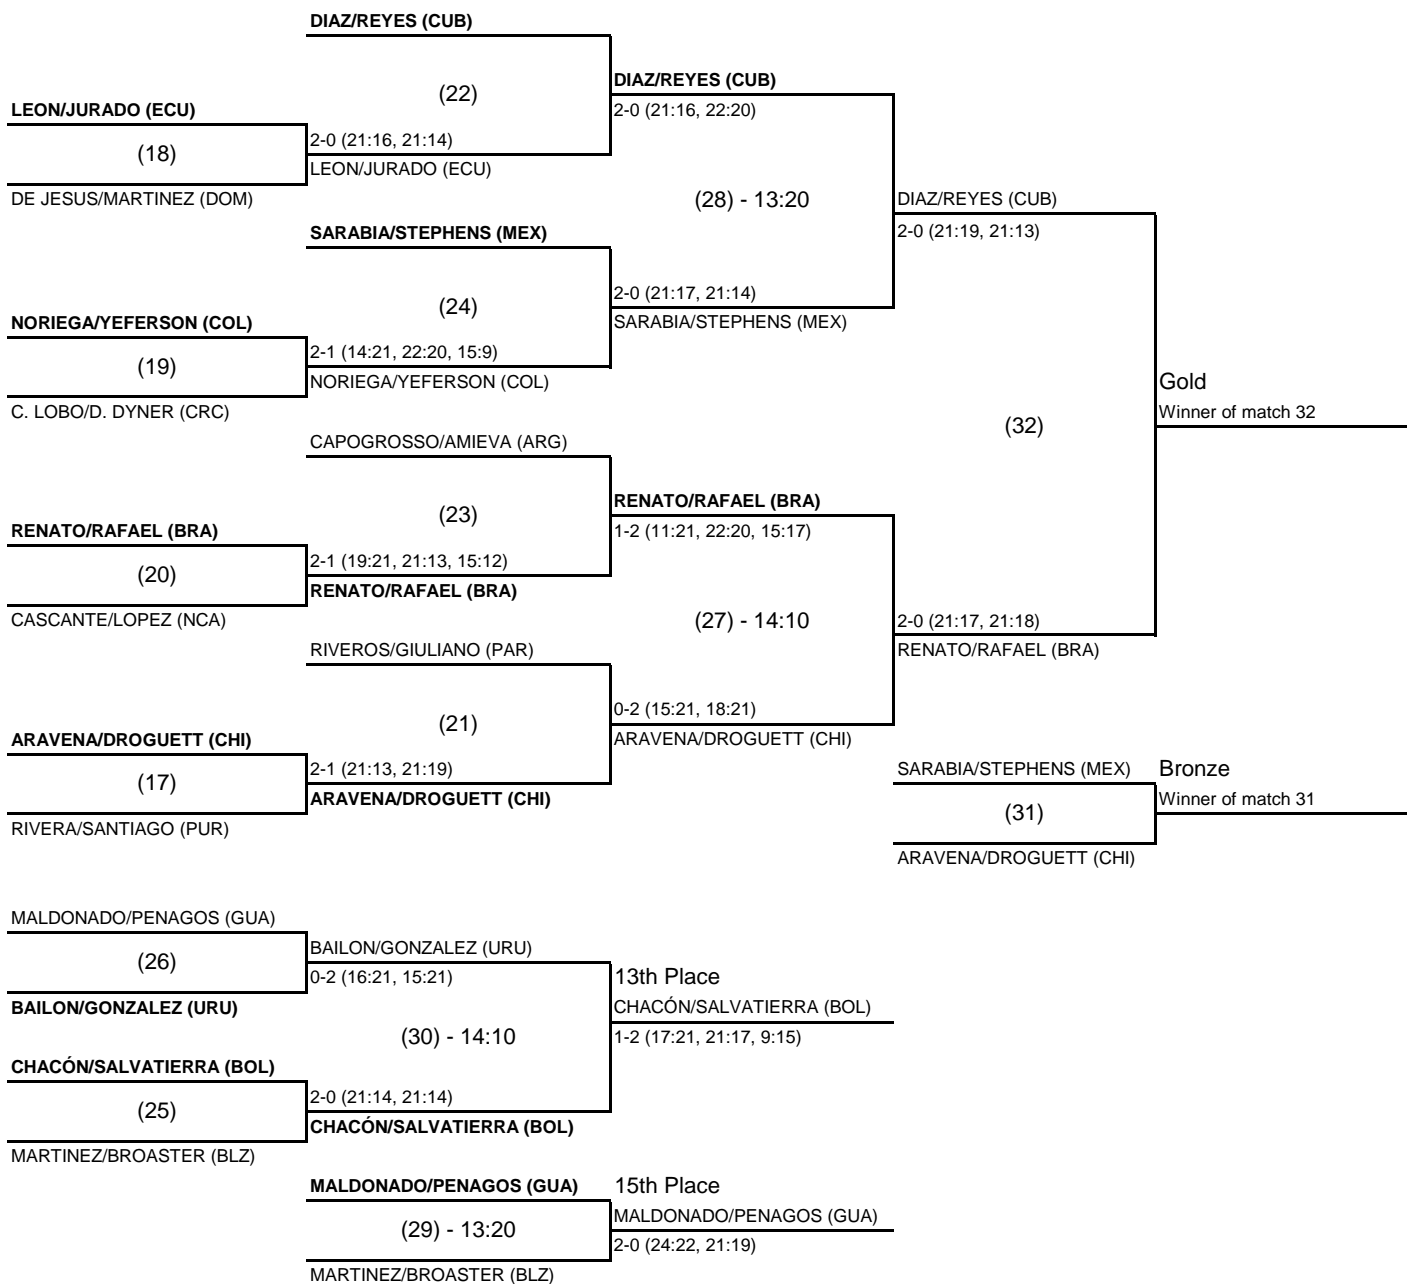 DIAZ/REYES (CUB)
(22)
DIAZ/REYES (CUB)
2-0 (21:16, 22:20)
LEON/JURADO (ECU)
(18)
2-0 (21:16, 21:14)
LEON/JURADO (ECU)
DE JESUS/MARTINEZ (DOM)
(28) - 13:20
DIAZ/REYES (CUB)
2-0 (21:19, 21:13)
SARABIA/STEPHENS (MEX)
(24)
2-0 (21:17, 21:14)
SARABIA/STEPHENS (MEX)
NORIEGA/YEFERSON (COL)
(19)
2-1 (14:21, 22:20, 15:9)
NORIEGA/YEFERSON (COL)
C. LOBO/D. DYNER (CRC)
(32)
Gold
Winner of match 32
CAPOGROSSO/AMIEVA (ARG)
(23)
RENATO/RAFAEL (BRA)
1-2 (11:21, 22:20, 15:17)
RENATO/RAFAEL (BRA)
(20)
2-1 (19:21, 21:13, 15:12)
RENATO/RAFAEL (BRA)
CASCANTE/LOPEZ (NCA)
(27) - 14:10
2-0 (21:17, 21:18)
RENATO/RAFAEL (BRA)
RIVEROS/GIULIANO (PAR)
(21)
0-2 (15:21, 18:21)
ARAVENA/DROGUETT (CHI)
ARAVENA/DROGUETT (CHI)
(17)
2-1 (21:13, 21:19)
ARAVENA/DROGUETT (CHI)
RIVERA/SANTIAGO (PUR)
SARABIA/STEPHENS (MEX)
(31)
ARAVENA/DROGUETT (CHI)
Bronze
Winner of match 31
MALDONADO/PENAGOS (GUA)
(26)
BAILON/GONZALEZ (URU)
BAILON/GONZALEZ (URU)
0-2 (16:21, 15:21)
(30) - 14:10
13th Place
CHACÓN/SALVATIERRA (BOL)
1-2 (17:21, 21:17, 9:15)
CHACÓN/SALVATIERRA (BOL)
(25)
2-0 (21:14, 21:14)
CHACÓN/SALVATIERRA (BOL)
MARTINEZ/BROASTER (BLZ)
MALDONADO/PENAGOS (GUA)
(29) - 13:20
MARTINEZ/BROASTER (BLZ)
15th Place
MALDONADO/PENAGOS (GUA)
2-0 (24:22, 21:19)